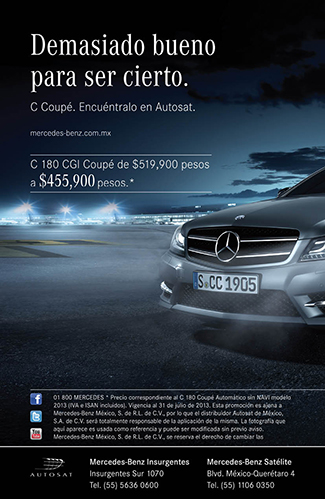 Demasiado bueno
para ser cierto.
C Coupé. Encuéntralo en Autosat.
mercedes-benz.com.mx
C 180 CGI Coupé de $519,900 pesos
a $455,900 pesos.*
S CC 1905
01 800 MERCEDES * Precio correspondiente al C 180 Coupé Automático sin NAVI modelo
2013 (IVA e ISAN incluidos). Vigencia al 31 de julio de 2013. Esta promoción es ajena a
Mercedes-Benz México, S. de R.L. de C.V., por lo que el distribuidor Autosat de México,
S.A. de C.V. será totalmente responsable de la aplicación de la misma. La fotografía que
aquí aparece es usada como referencia y puede ser modificada sin previo aviso.
Mercedes-Benz México, S. de R.L. de C.V., se reserva el derecho de cambiar las
f
You
AUTOSAT
Mercedes-Benz Insurgentes
Insurgentes Sur 1070
Tel. (55) 5636 0600
Mercedes-Benz Satélite
Blvd. México-Querétaro 4
Tel. (55) 1106 0350